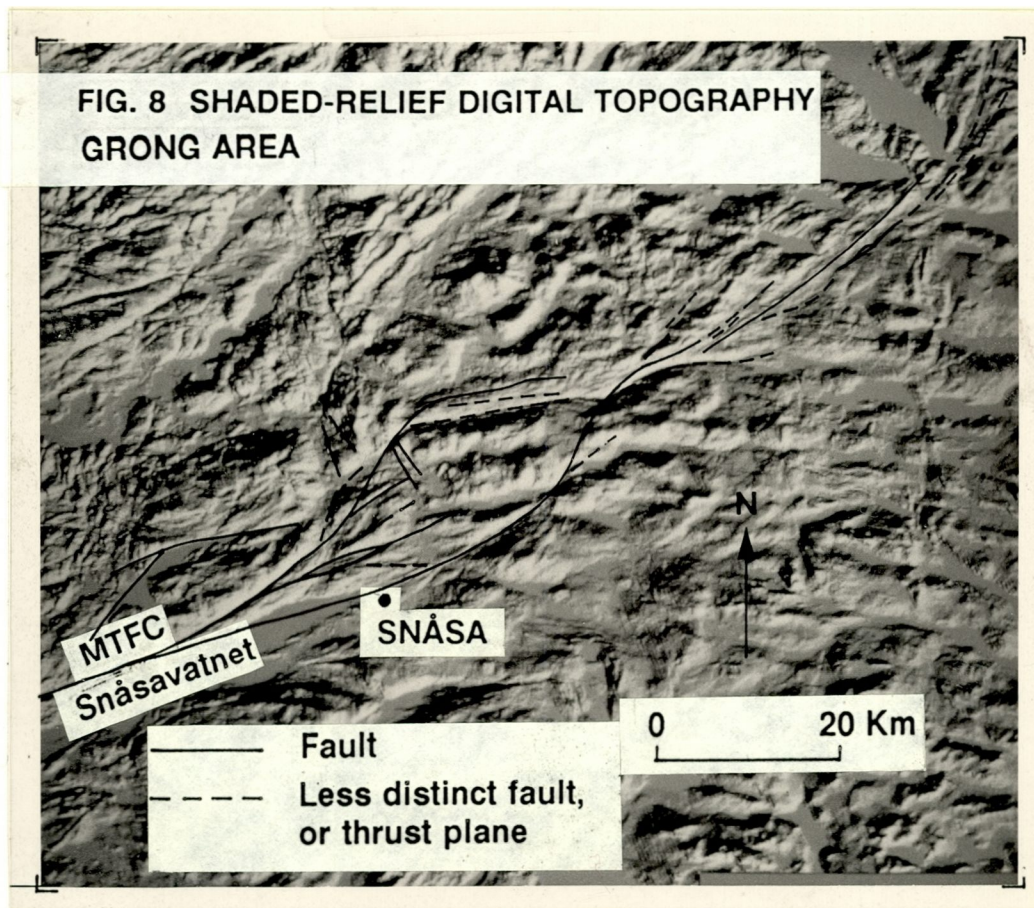 FIG. 8 SHADED-RELIEF DIGITAL TOPOGRAPHY
GRONG AREA
N
SNÅSA
MTFC
Snåsavatnet
0 20 Km
Fault
Less distinct fault,
or thrust plane